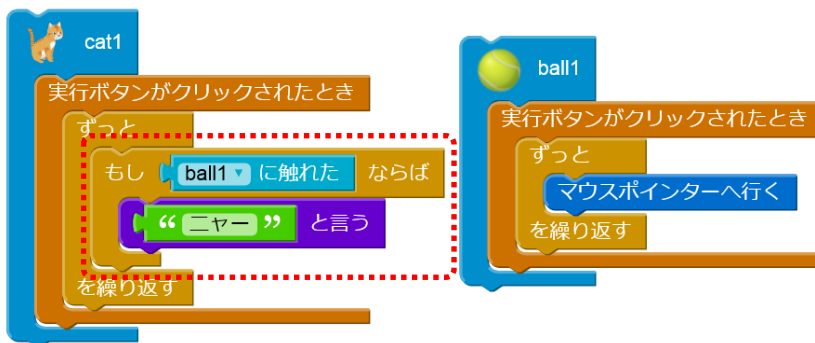 cat1
実行ボタンがクリックされたとき
ずっと
もし ball1 に触れた ならば
“ ニャー ” と言う
を繰り返す
ball1
実行ボタンがクリックされたとき
ずっと
マウスポインターへ行く
を繰り返す